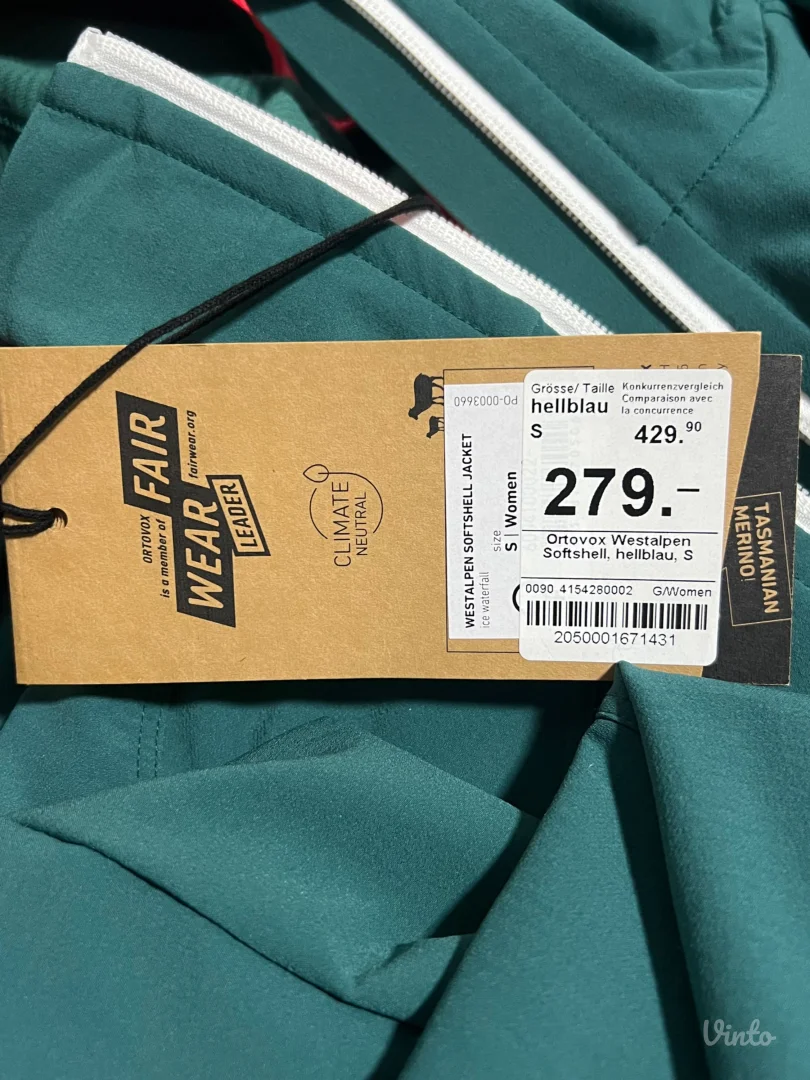 ORTOVOX
is a member of
FAIR
WEAR
LEADER
fairwear.org
CLIMATE
NEUTRAL
PO-0003660
WESTALPEN SOFTSHELL JACKET
ice waterfall
size
S | Women
Grösse/ Taille
hellblau
S
Konkurrenzvergleich
Comparaison avec
la concurrence
429.90
279.–
Ortovox Westalpen
Softshell, hellblau, S
0090 4154280002 G/Women
2050001671431
TASMANIAN
MERINO!
Vinto